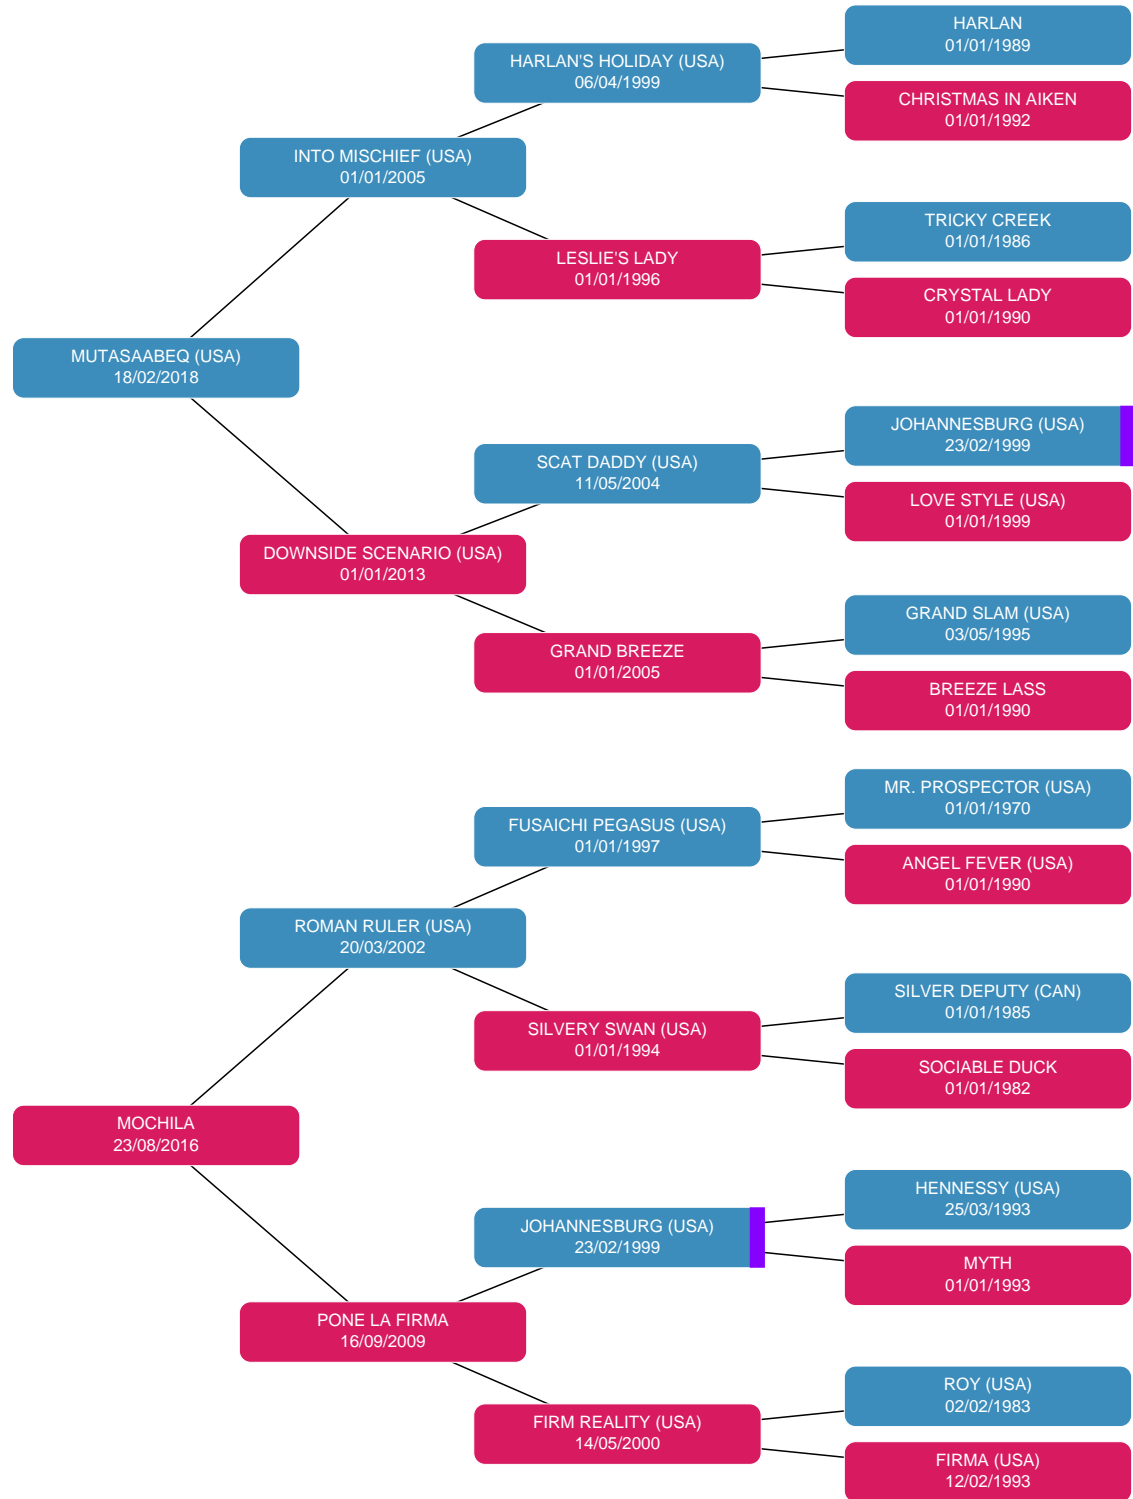 HARLAN
01/01/1989
HARLAN'S HOLIDAY (USA)
06/04/1999
CHRISTMAS IN AIKEN
01/01/1992
INTO MISCHIEF (USA)
01/01/2005
TRICKY CREEK
01/01/1986
LESLIE'S LADY
01/01/1996
CRYSTAL LADY
01/01/1990
MUTASAABEQ (USA)
18/02/2018
JOHANNESBURG (USA)
23/02/1999
SCAT DADDY (USA)
11/05/2004
LOVE STYLE (USA)
01/01/1999
DOWNSIDE SCENARIO (USA)
01/01/2013
GRAND SLAM (USA)
03/05/1995
GRAND BREEZE
01/01/2005
BREEZE LASS
01/01/1990
MR. PROSPECTOR (USA)
01/01/1970
FUSAICHI PEGASUS (USA)
01/01/1997
ANGEL FEVER (USA)
01/01/1990
ROMAN RULER (USA)
20/03/2002
SILVER DEPUTY (CAN)
01/01/1985
SILVERY SWAN (USA)
01/01/1994
SOCIABLE DUCK
01/01/1982
MOCHILA
23/08/2016
HENNESSY (USA)
25/03/1993
JOHANNESBURG (USA)
23/02/1999
MYTH
01/01/1993
PONE LA FIRMA
16/09/2009
ROY (USA)
02/02/1983
FIRM REALITY (USA)
14/05/2000
FIRMA (USA)
12/02/1993